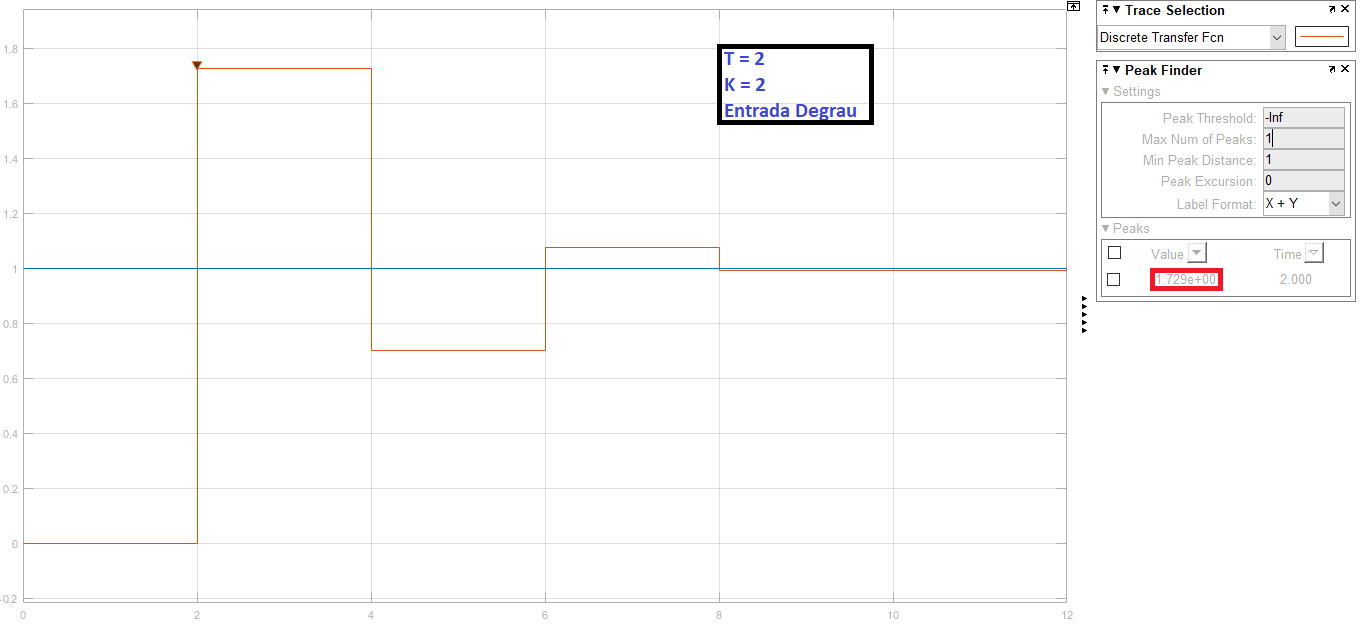 1.8
1.6
1.4
1.2
1
0.8
0.6
0.4
0.2
0
-0.2
0 2 4 6 8 10 12
T = 2
K = 2
Entrada Degrau
Trace Selection
Discrete Transfer Fcn
Peak Finder
Settings
Peak Threshold: -Inf
Max Num of Peaks: 1
Min Peak Distance: 1
Peak Excursion: 0
Label Format: X + Y
Peaks
Value Time
1.729e+00 2.000